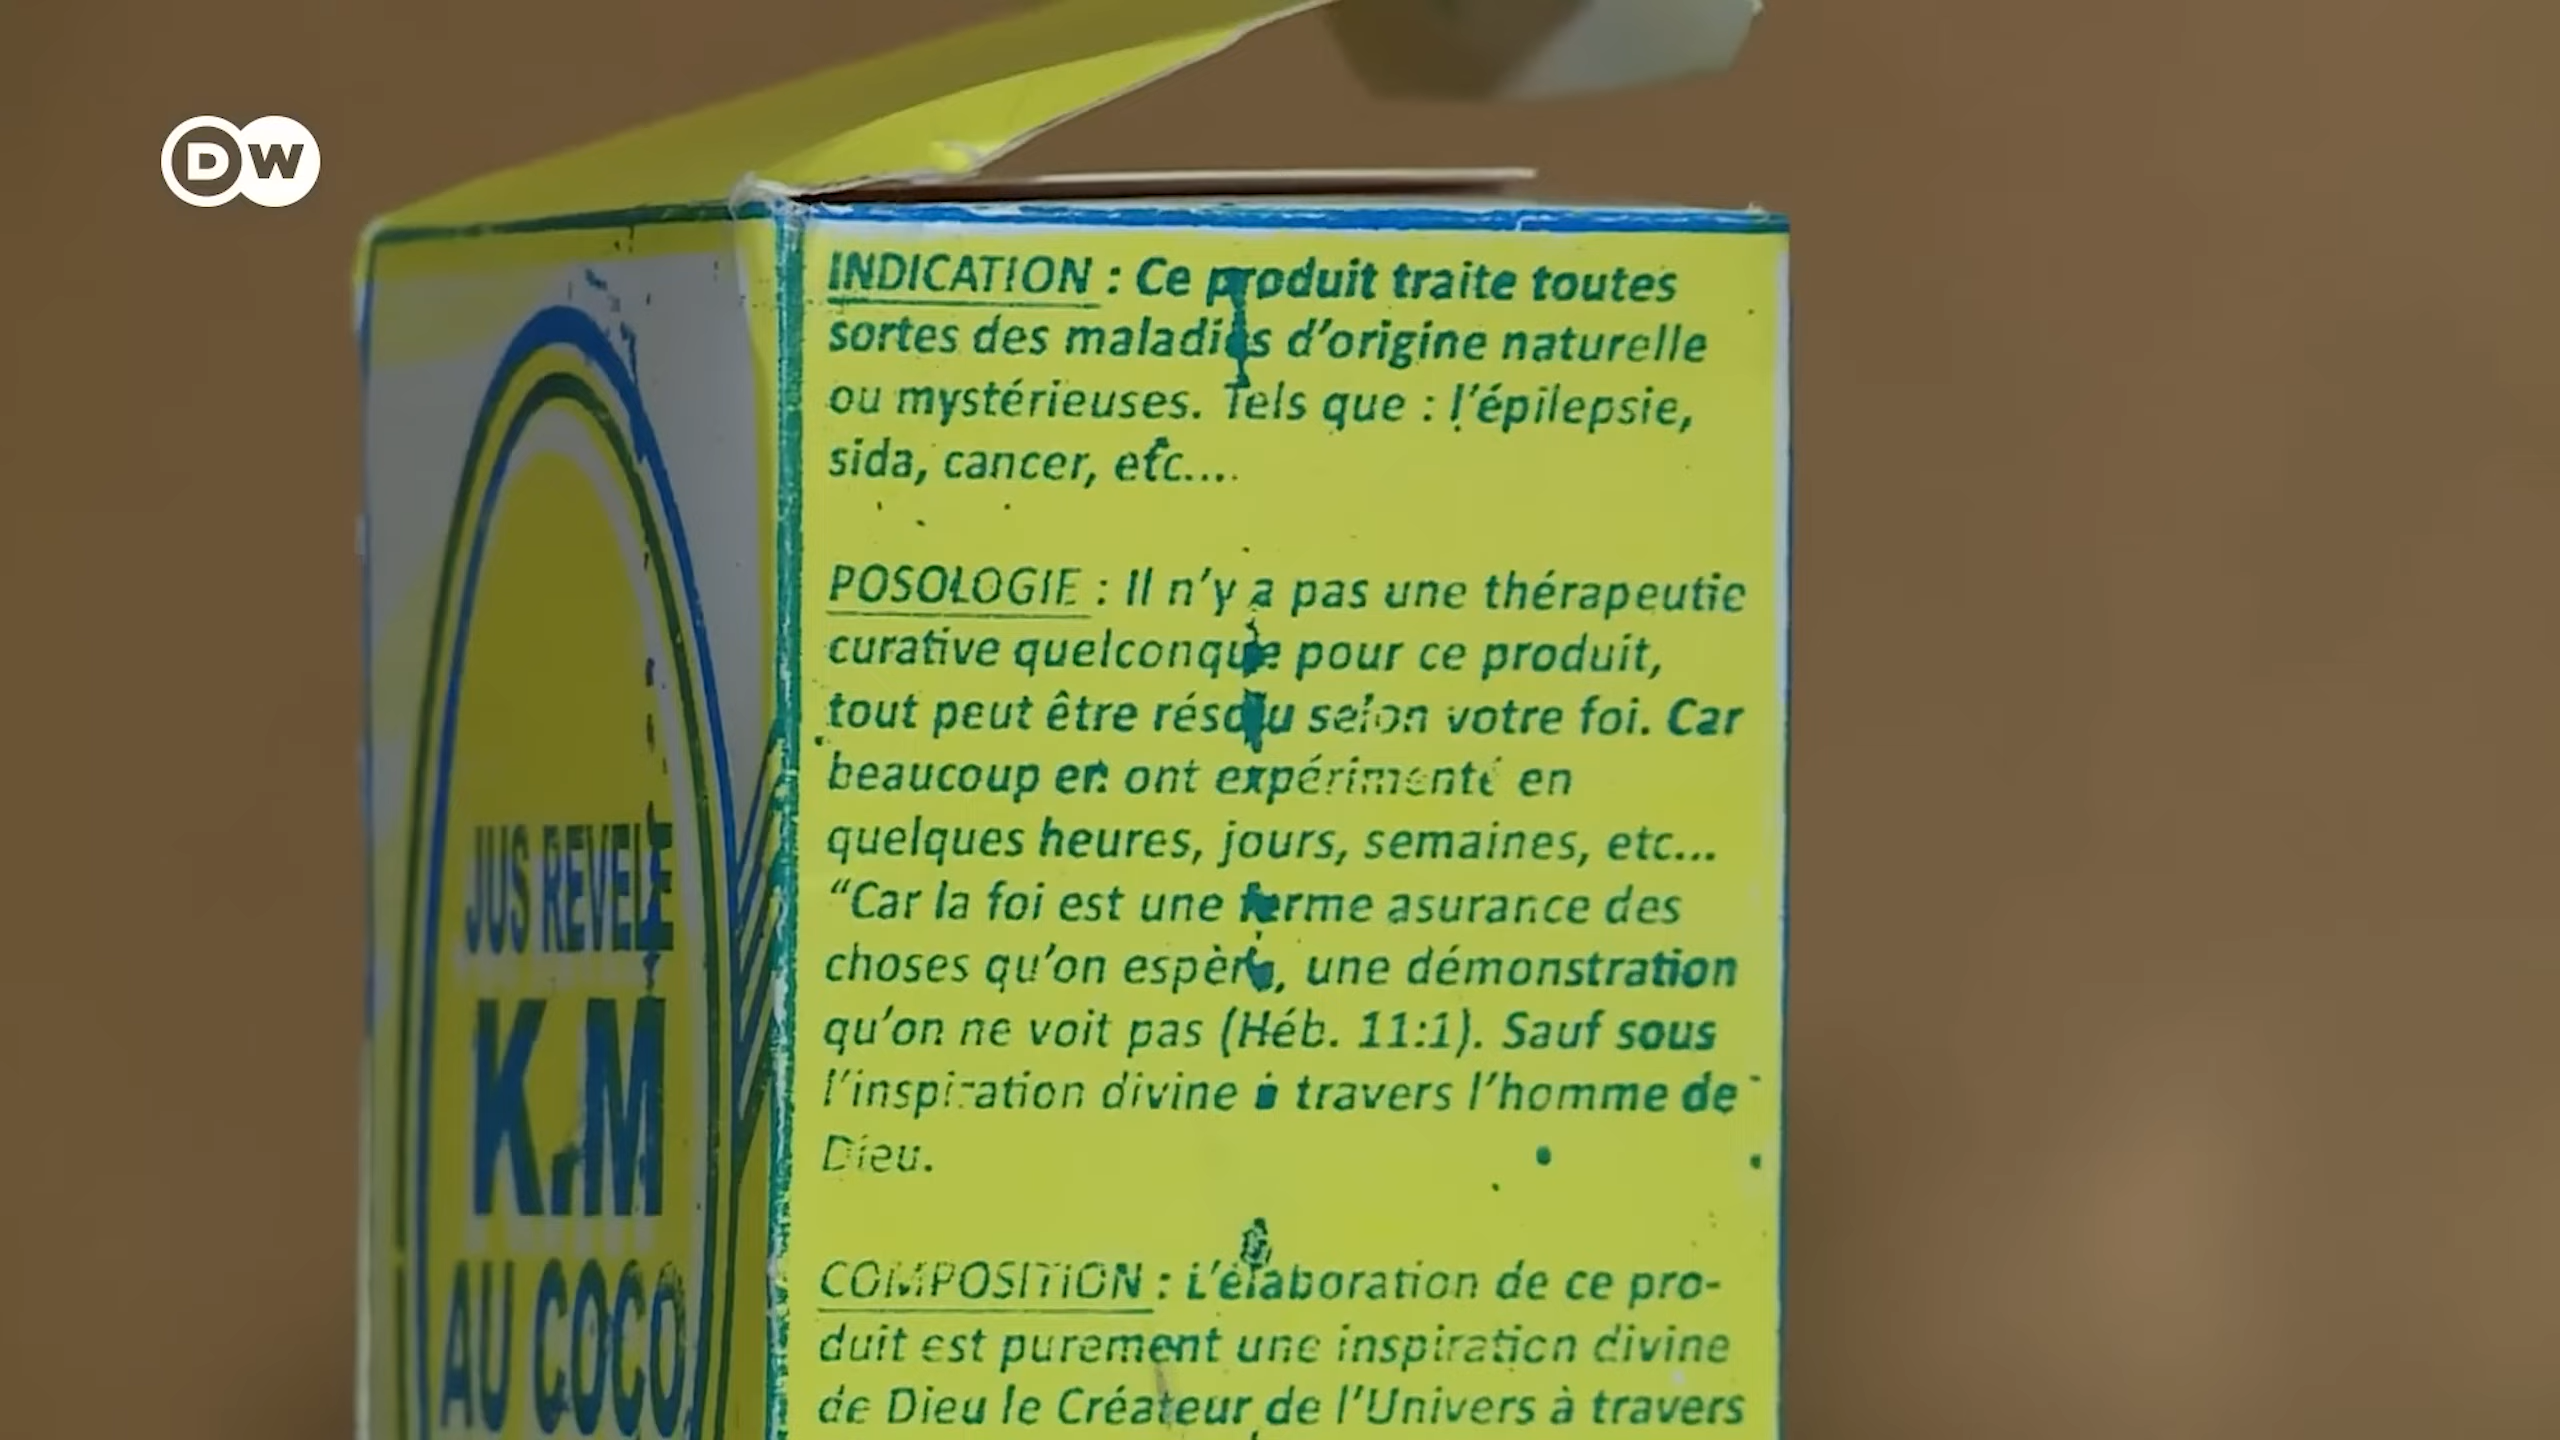 DW
INDICATION : Ce produit traite toutes
sortes des maladies d'origine naturelle
ou mystérieuses. Tels que : l'épilepsie,
sida, cancer, etc....
POSOLOGIE : Il n'y a pas une thérapeutie
curative quelconque pour ce produit,
tout peut être résolu selon votre foi. Car
beaucoup en ont expérimenté en
quelques heures, jours, semaines, etc...
“Car la foi est une ferme asurance des
choses qu'on espère, une démonstration
qu'on ne voit pas (Héb. 11:1). Sauf sous
l'inspiration divine à travers l'homme de
Dieu.
COMPOSITION : L'élaboration de ce pro-
duit est purement une inspiration divine
de Dieu le Créateur de l'Univers à travers
JUS REVELE
K.M
AU COCO